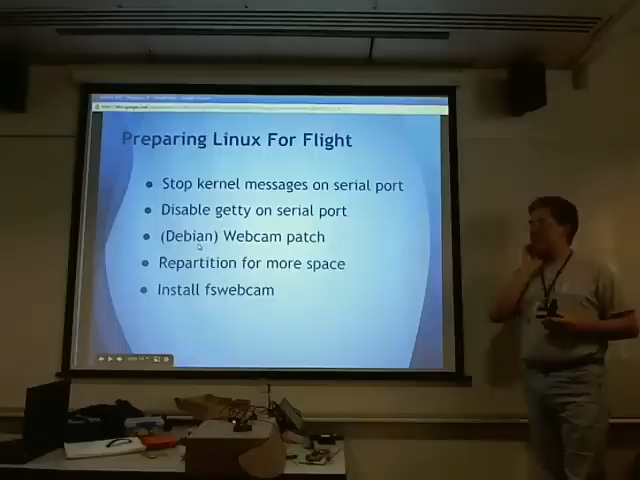 Preparing Linux For Flight
Stop kernel messages on serial port
Disable getty on serial port
(Debian) Webcam patch
Repartition for more space
Install fswebcam